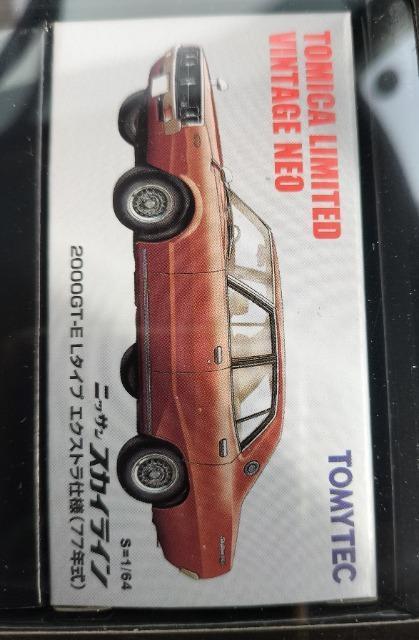 TOMICA LIMITED
VINTAGE NEO
ニッサン スカイライン
2000GT-E Lタイプ エクストラ仕様(77年式)
S=1/64
TOMYTEC